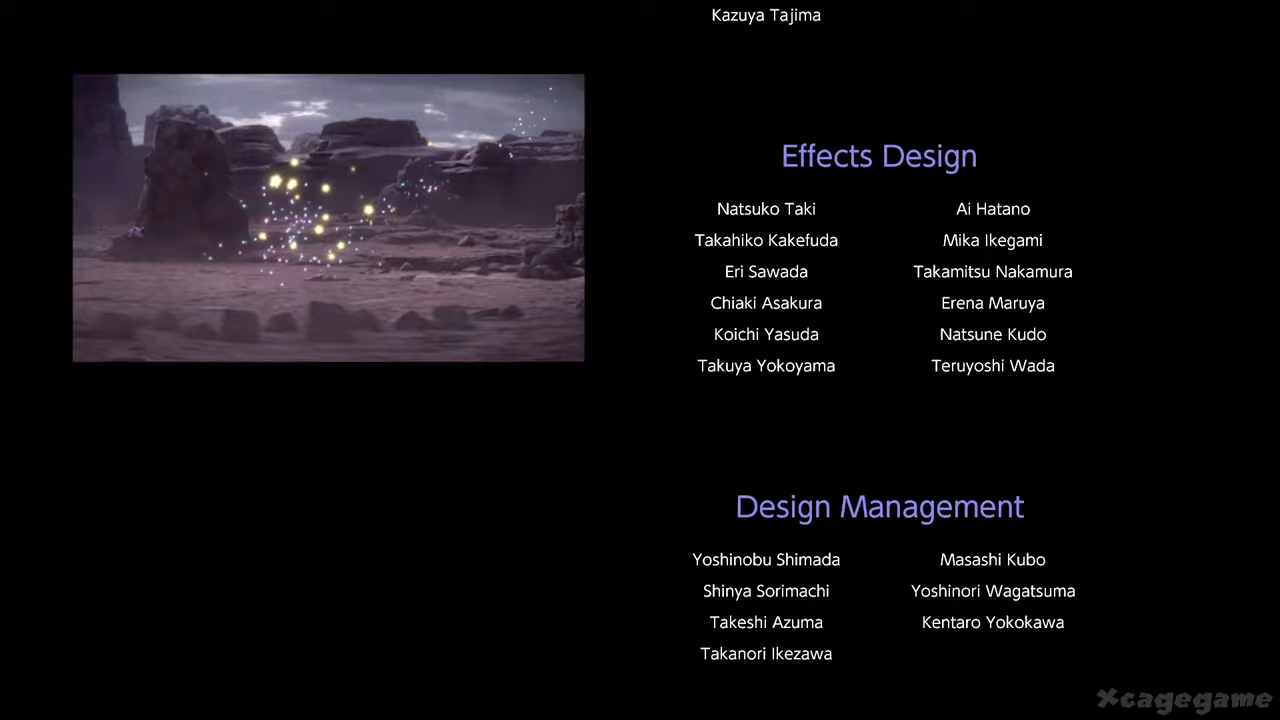 Kazuya Tajima
Effects Design
Natsuko Taki Ai Hatano
Takahiko Kakefuda Mika Ikegami
Eri Sawada Takamitsu Nakamura
Chiaki Asakura Erena Maruya
Koichi Yasuda Natsune Kudo
Takuya Yokoyama Teruyoshi Wada
Design Management
Yoshinobu Shimada Masashi Kubo
Shinya Sorimachi Yoshinori Wagatsuma
Takeshi Azuma Kentaro Yokokawa
Takanori Ikezawa
Xcagegame